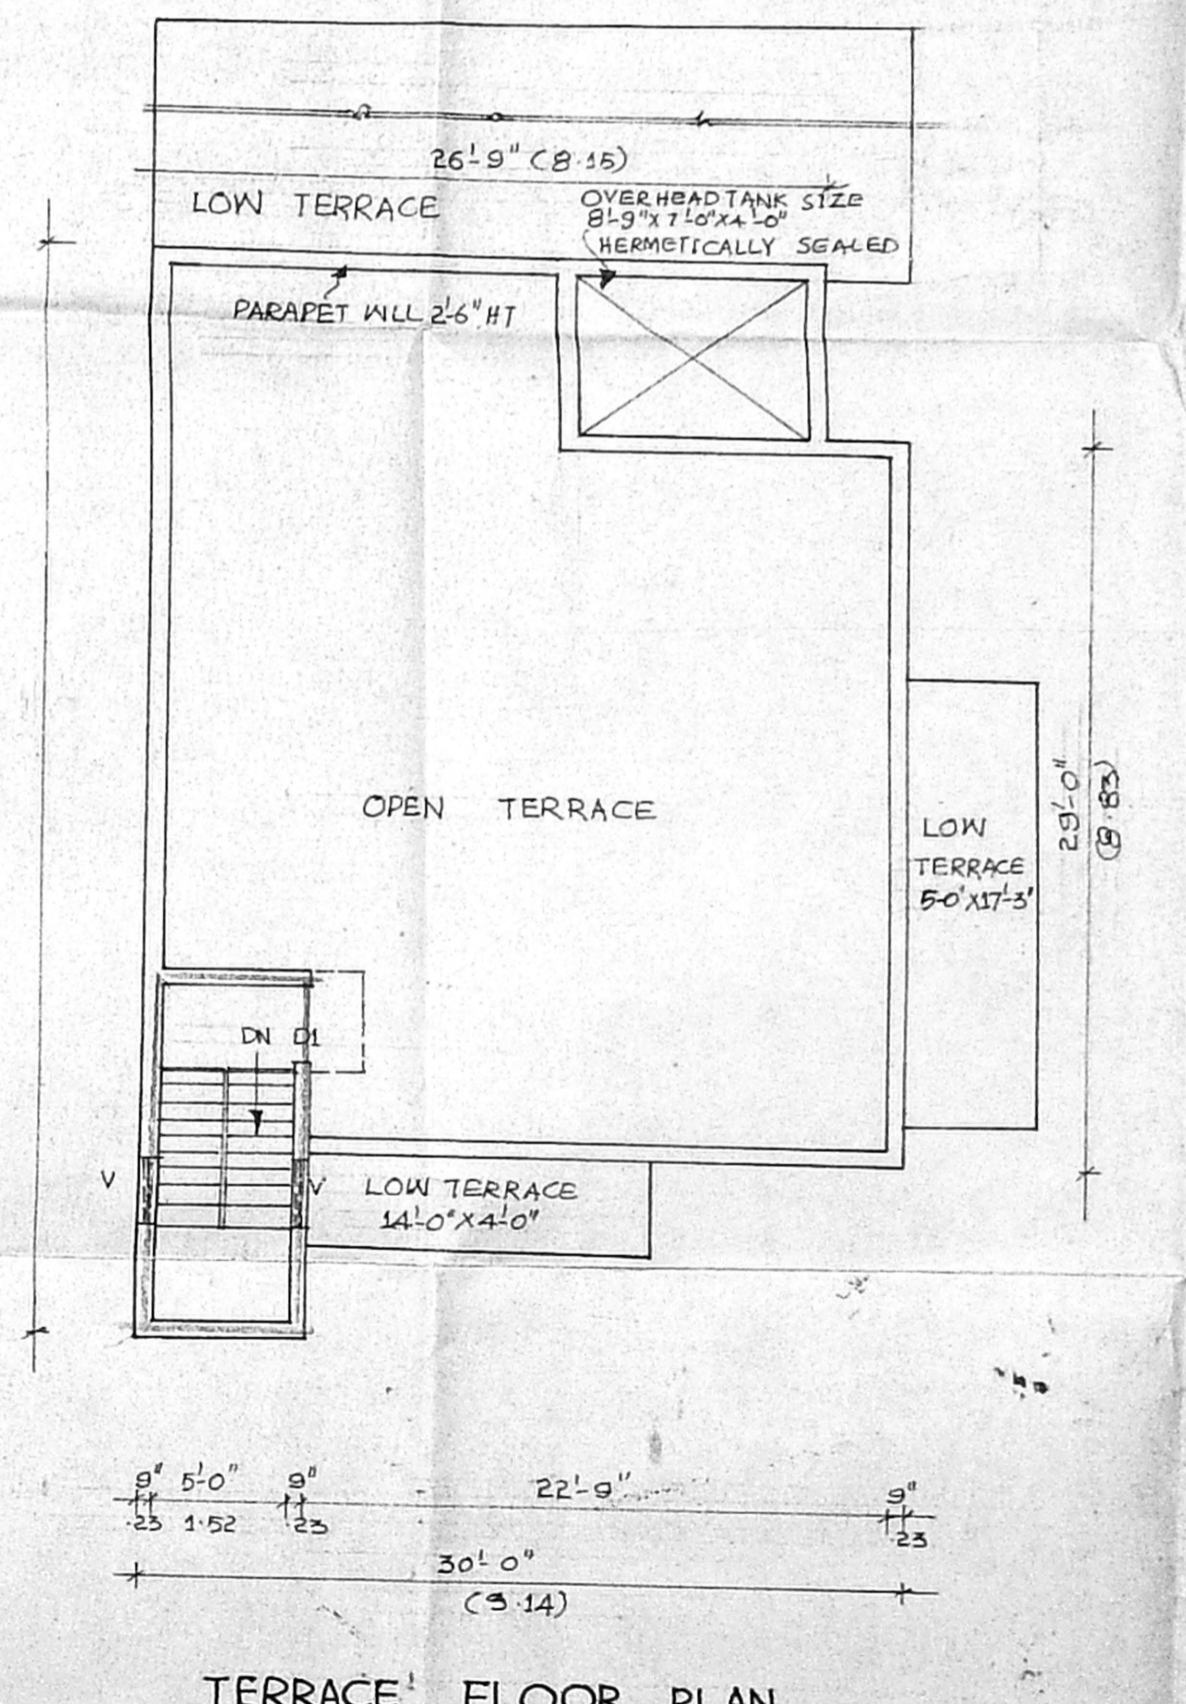 26'-9" (8.15)
LOW TERRACE
OVERHEAD TANK SIZE
8'-9"X7'-0"X4'-0"
HERMETICALLY SEALED
PARAPET WLL 2'-6" HT
OPEN TERRACE
LOW
TERRACE
5-0'X17'-3'
29'-0"
(8.83)
DN D1
V
V
LOW TERRACE
14'-0"X4'-0"
9" 5'-0" 9" 22'-9" 9"
.23 1.52 .23 .23
30'-0"
(9.14)
TERRACE FLOOR PLAN